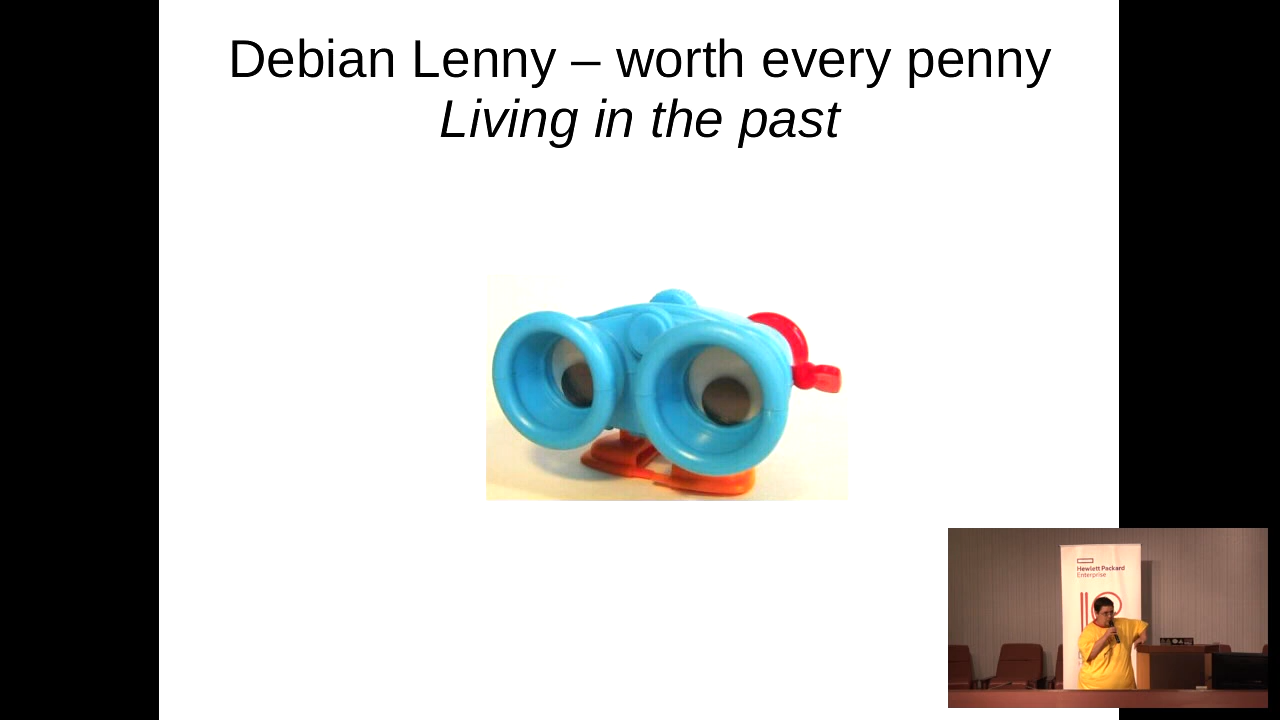 Debian Lenny – worth every penny
Living in the past
Hewlett Packard
Enterprise